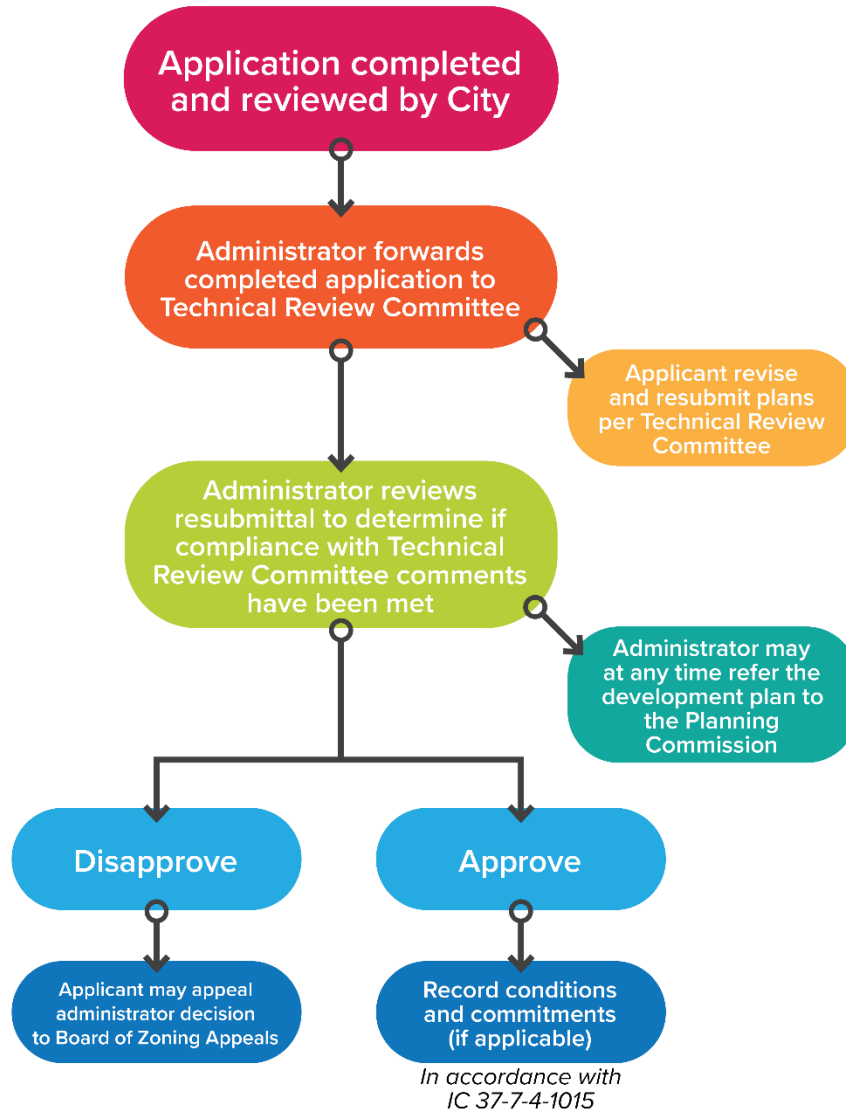 Application completed
and reviewed by City
Administrator forwards
completed application to
Technical Review Committee
Applicant revise
and resubmit plans
per Technical Review
Committee
Administrator reviews
resubmittal to determine if
compliance with Technical
Review Committee comments
have been met
Administrator may
at any time refer the
development plan to
the Planning
Commission
Disapprove
Approve
Applicant may appeal
administrator decision
to Board of Zoning Appeals
Record conditions
and commitments
(if applicable)
In accordance with
IC 37-7-4-1015